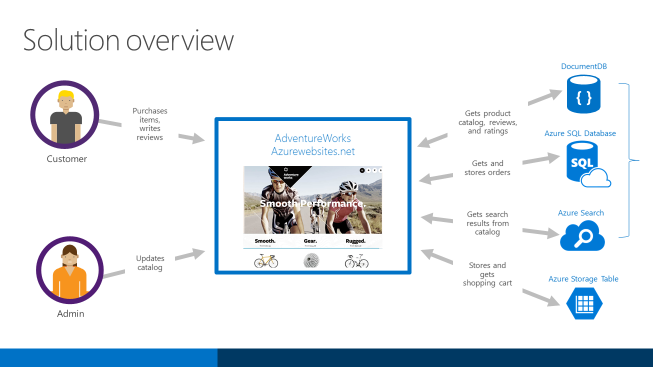 Solution overview
Customer
Purchases
items,
writes
reviews
Admin
Updates
catalog
AdventureWorks
Azurewebsites.net
Smooth Performance.
Smooth.
Gear.
Rugged.
Gets product
catalog, reviews,
and ratings
Gets and
stores orders
Gets search
results from
catalog
Stores and
gets
shopping cart
DocumentDB
{ }
Azure SQL Database
SQL
Azure Search
Azure Storage Table